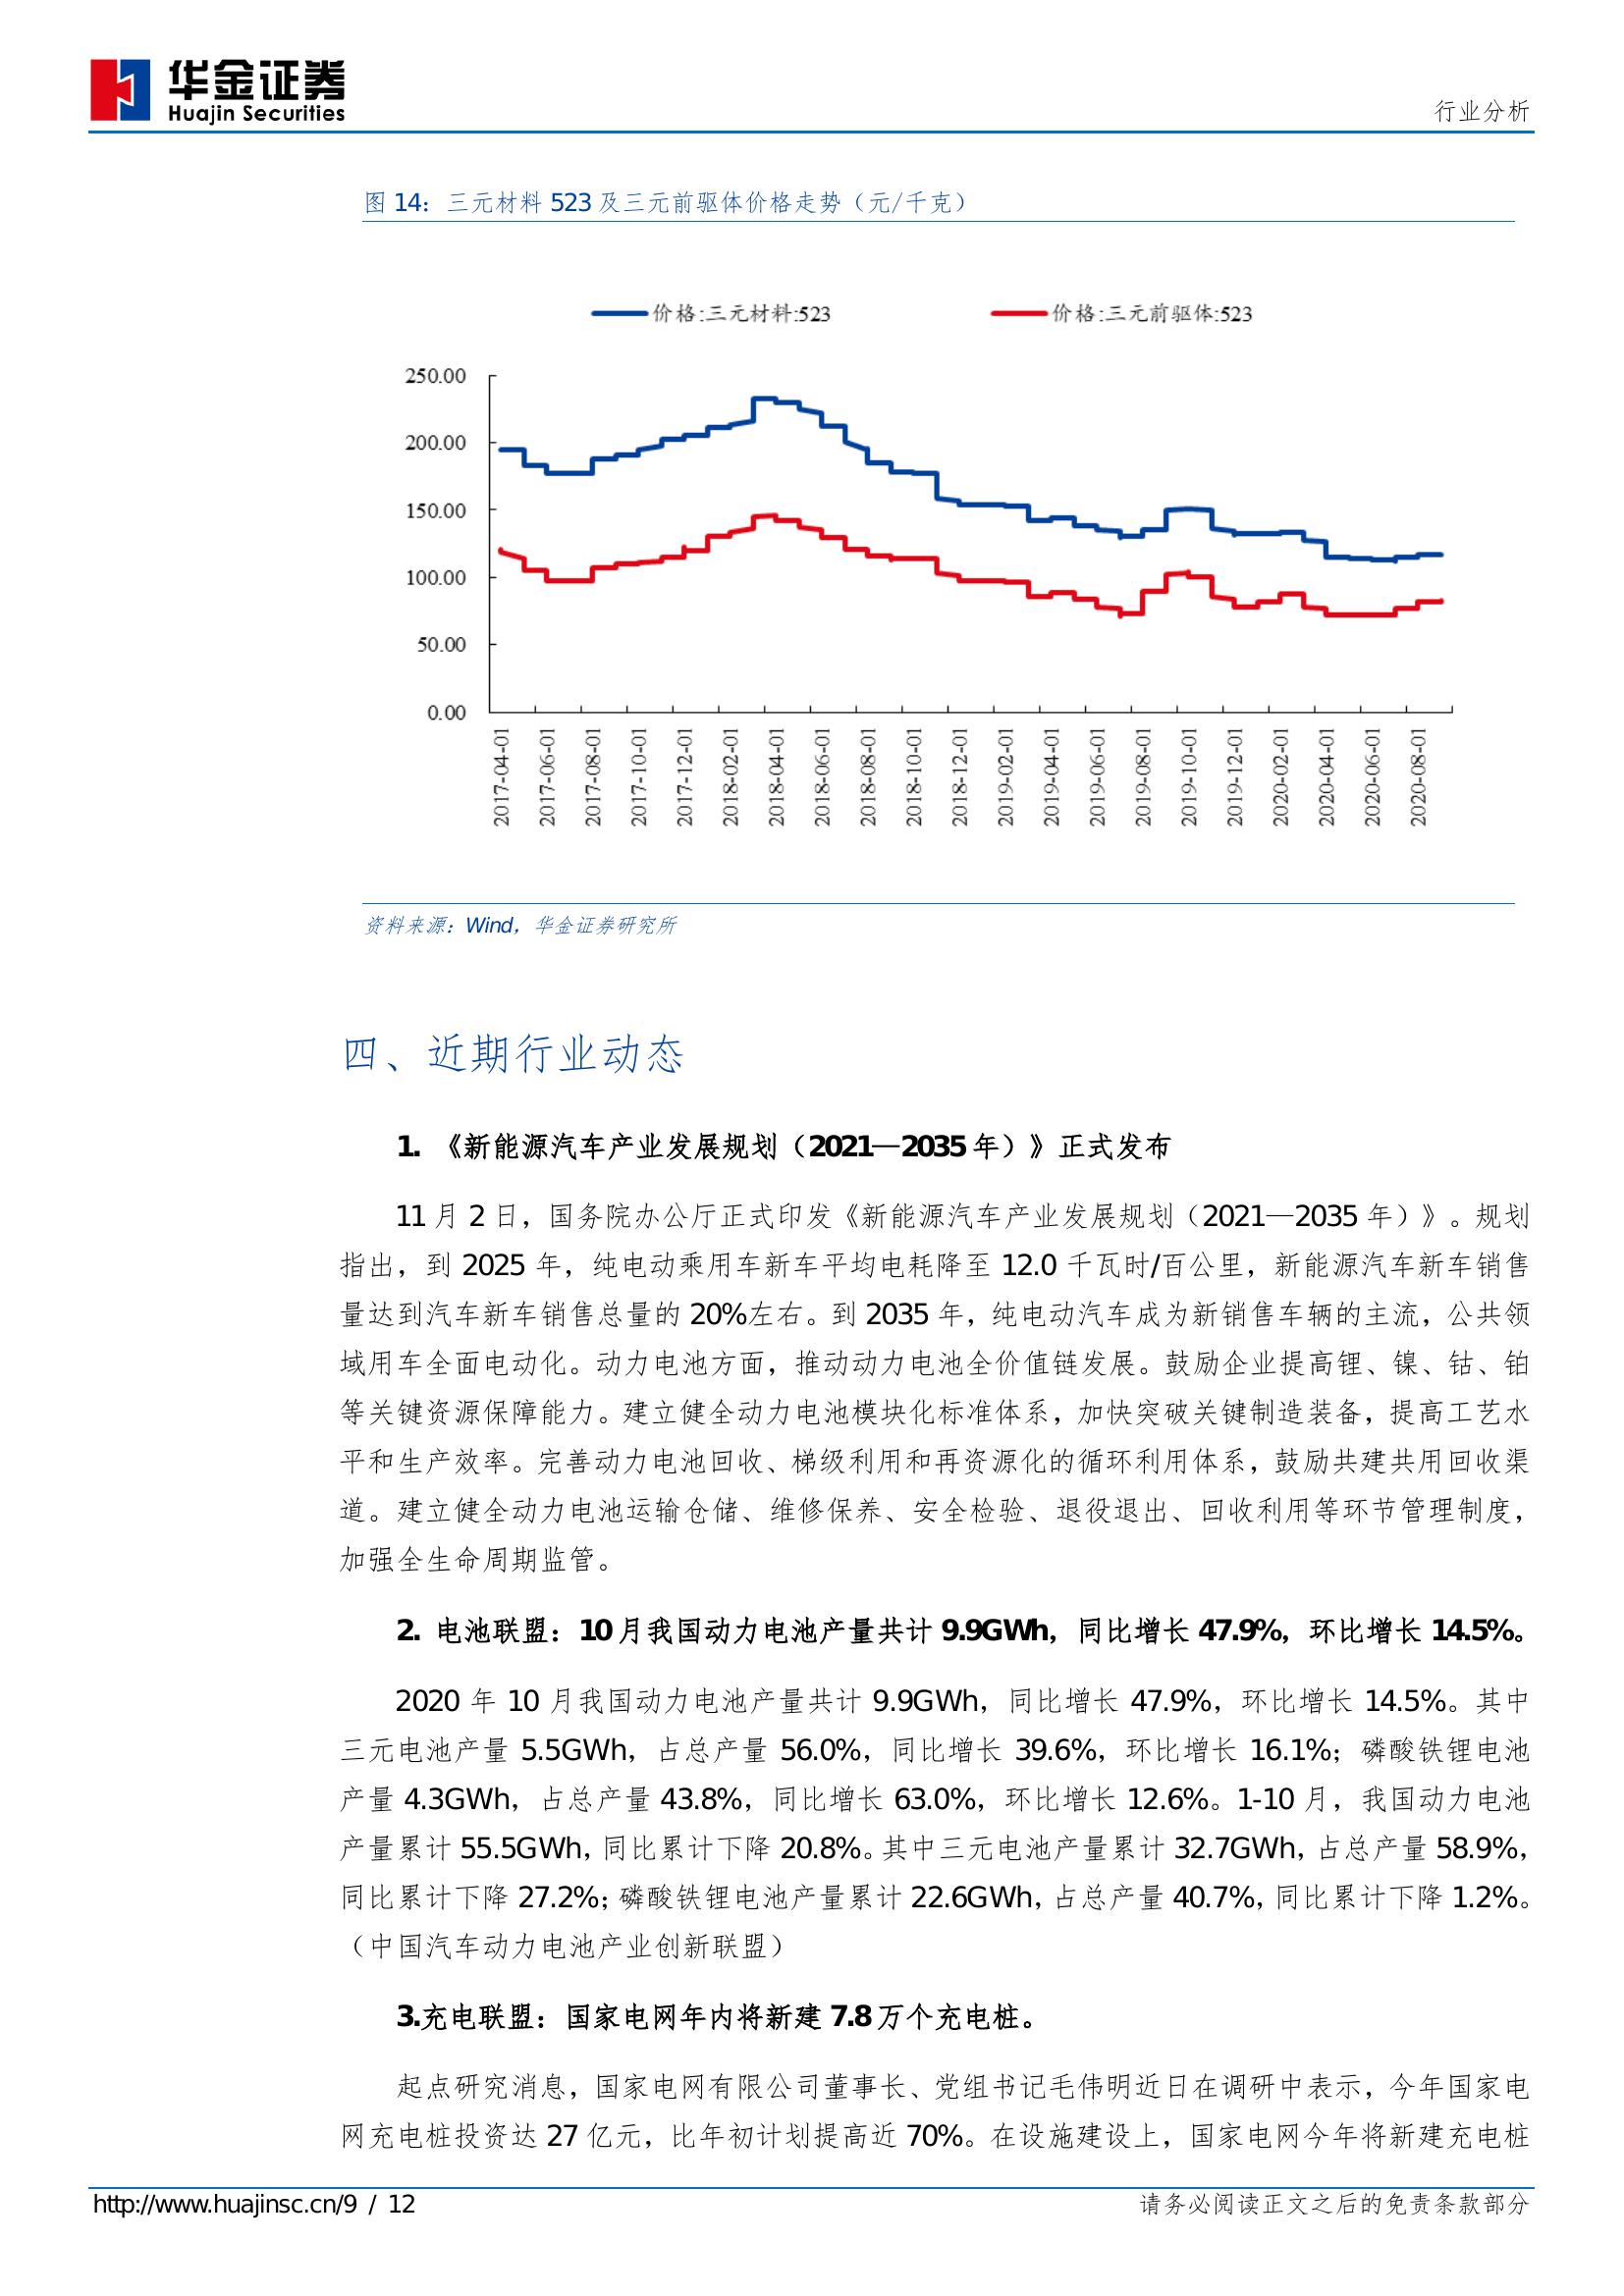 华金证券
Huajin Securities
行业分析
图 14：三元材料 523 及三元前驱体价格走势（元/千克）
价格:三元材料:523
价格:三元前驱体:523
250.00
200.00
150.00
100.00
50.00
0.00
2017-04-01
2017-06-01
2017-08-01
2017-10-01
2017-12-01
2018-02-01
2018-04-01
2018-06-01
2018-08-01
2018-10-01
2018-12-01
2019-02-01
2019-04-01
2019-06-01
2019-08-01
2019-10-01
2019-12-01
2020-02-01
2020-04-01
2020-06-01
2020-08-01
资料来源：Wind，华金证券研究所
四、近期行业动态
1. 《新能源汽车产业发展规划（2021—2035 年）》正式发布
11 月 2 日，国务院办公厅正式印发《新能源汽车产业发展规划（2021—2035 年）》。规划
指出，到 2025 年，纯电动乘用车新车平均电耗降至 12.0 千瓦时/百公里，新能源汽车新车销售
量达到汽车新车销售总量的 20%左右。到 2035 年，纯电动汽车成为新销售车辆的主流，公共领
域用车全面电动化。动力电池方面，推动动力电池全价值链发展。鼓励企业提高锂、镍、钴、铂
等关键资源保障能力。建立健全动力电池模块化标准体系，加快突破关键制造装备，提高工艺水
平和生产效率。完善动力电池回收、梯级利用和再资源化的循环利用体系，鼓励共建共用回收渠
道。建立健全动力电池运输仓储、维修保养、安全检验、退役退出、回收利用等环节管理制度，
加强全生命周期监管。
2. 电池联盟：10 月我国动力电池产量共计 9.9GWh，同比增长 47.9%，环比增长 14.5%。
2020 年 10 月我国动力电池产量共计 9.9GWh，同比增长 47.9%，环比增长 14.5%。其中
三元电池产量 5.5GWh，占总产量 56.0%，同比增长 39.6%，环比增长 16.1%；磷酸铁锂电池
产量 4.3GWh，占总产量 43.8%，同比增长 63.0%，环比增长 12.6%。1-10 月，我国动力电池
产量累计 55.5GWh，同比累计下降 20.8%。其中三元电池产量累计 32.7GWh，占总产量 58.9%，
同比累计下降 27.2%；磷酸铁锂电池产量累计 22.6GWh，占总产量 40.7%，同比累计下降 1.2%。
（中国汽车动力电池产业创新联盟）
3.充电联盟：国家电网年内将新建 7.8 万个充电桩。
起点研究消息，国家电网有限公司董事长、党组书记毛伟明近日在调研中表示，今年国家电
网充电桩投资达 27 亿元，比年初计划提高近 70%。在设施建设上，国家电网今年将新建充电桩
http://www.huajinsc.cn/9 / 12
请务必阅读正文之后的免责条款部分